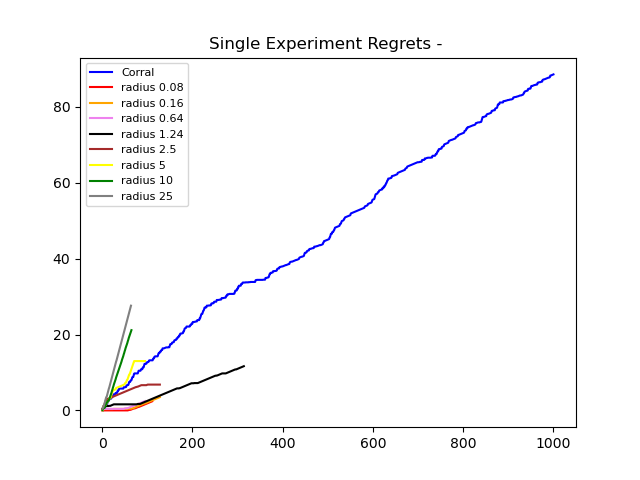 Single Experiment Regrets -
Corral
radius 0.08
radius 0.16
radius 0.64
radius 1.24
radius 2.5
radius 5
radius 10
radius 25
80
60
40
20
0
0 200 400 600 800 1000